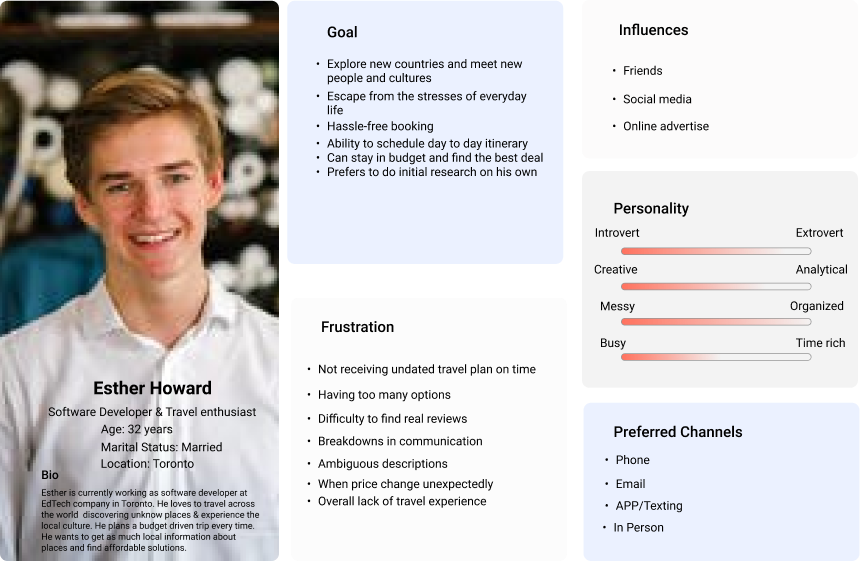 Esther Howard
Software Developer & Travel enthusiast
Age: 32 years
Marital Status: Married
Location: Toronto
Bio
Esther is currently working as software developer at
EdTech company in Toronto. He loves to travel across
the world discovering unknow places & experience the
local culture. He plans a budget driven trip every time.
He wants to get as much local information about
places and find affordable solutions.
Goal
• Explore new countries and meet new
people and cultures
• Escape from the stresses of everyday
life
• Hassle-free booking
• Ability to schedule day to day itinerary
• Can stay in budget and find the best deal
• Prefers to do initial research on his own
Frustration
• Not receiving undated travel plan on time
• Having too many options
• Difficulty to find real reviews
• Breakdowns in communication
• Ambiguous descriptions
• When price change unexpectedly
• Overall lack of travel experience
Influences
• Friends
• Social media
• Online advertise
Personality
Introvert Extrovert
Creative Analytical
Messy Organized
Busy Time rich
Preferred Channels
• Phone
• Email
• APP/Texting
• In Person